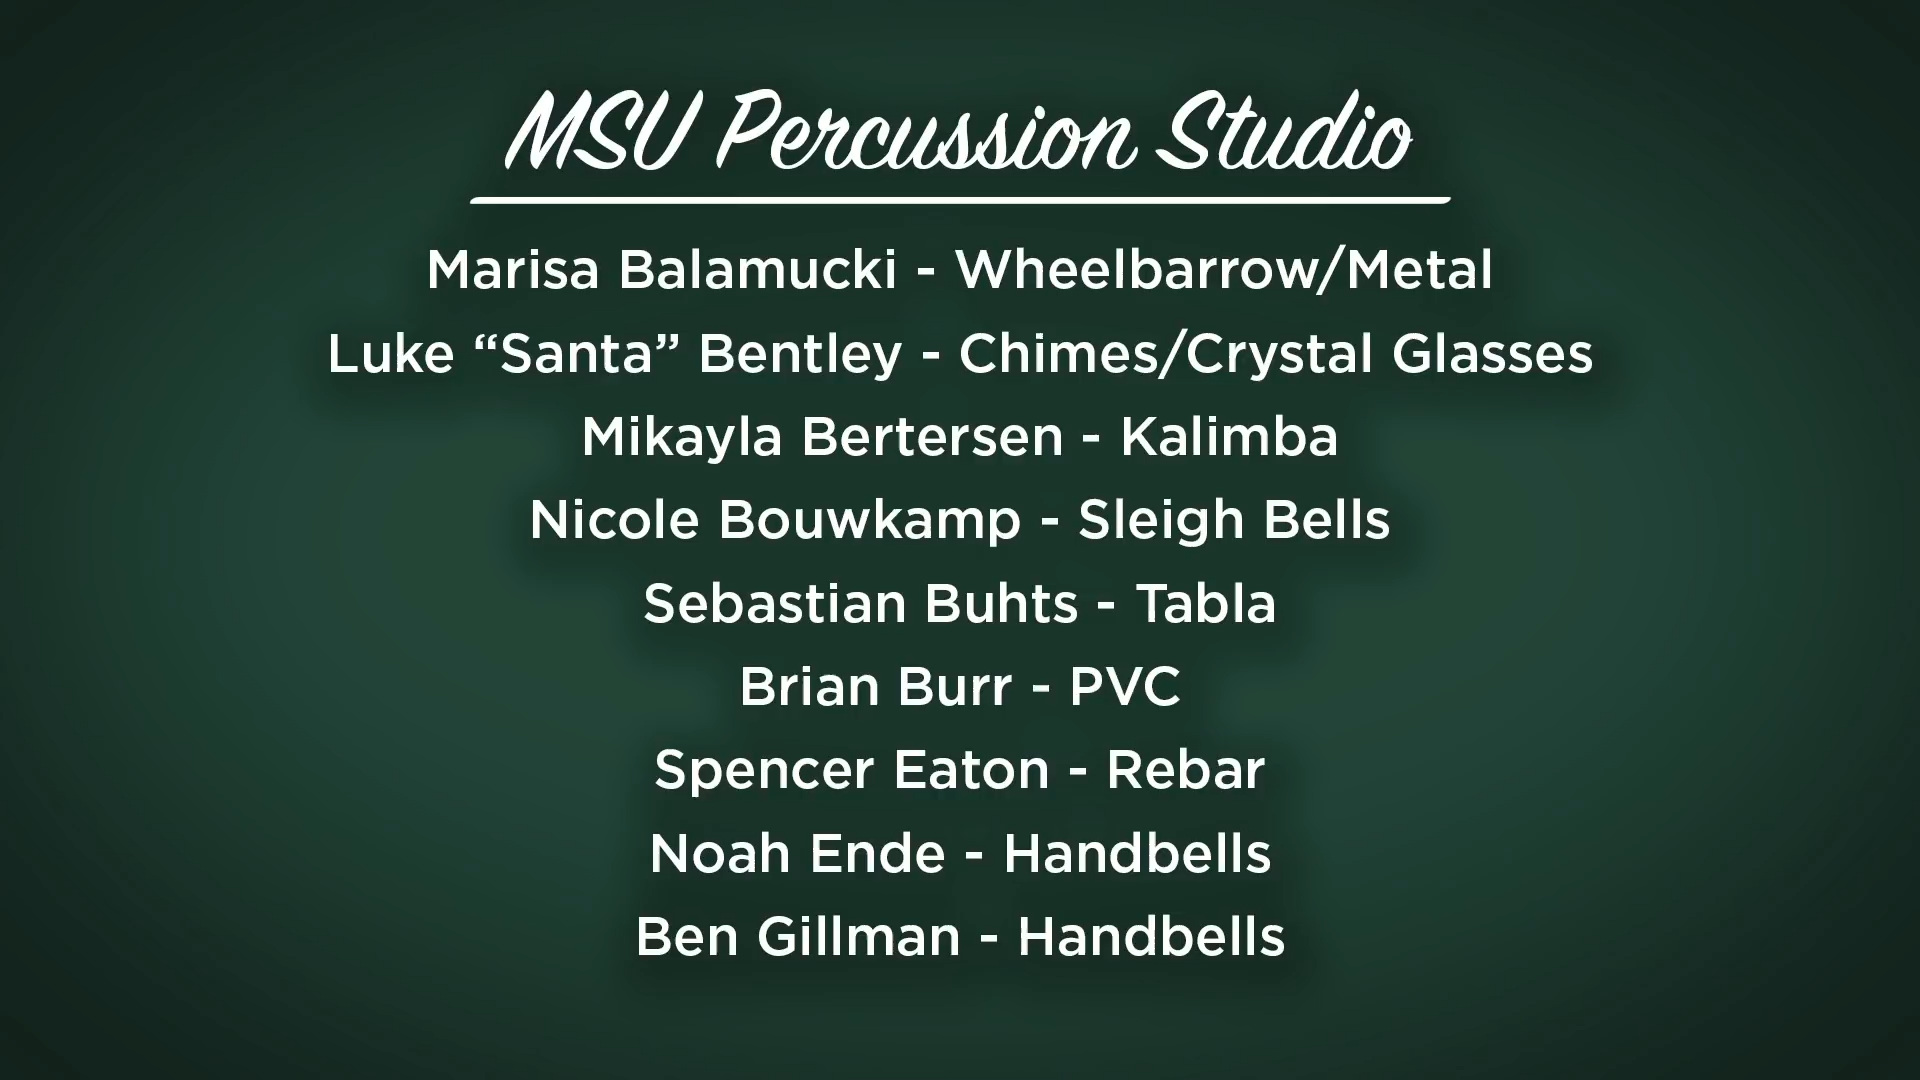 MSU Percussion Studio
Marisa Balamucki - Wheelbarrow/Metal
Luke “Santa” Bentley - Chimes/Crystal Glasses
Mikayla Bertersen - Kalimba
Nicole Bouwkamp - Sleigh Bells
Sebastian Buhts - Tabla
Brian Burr - PVC
Spencer Eaton - Rebar
Noah Ende - Handbells
Ben Gillman - Handbells